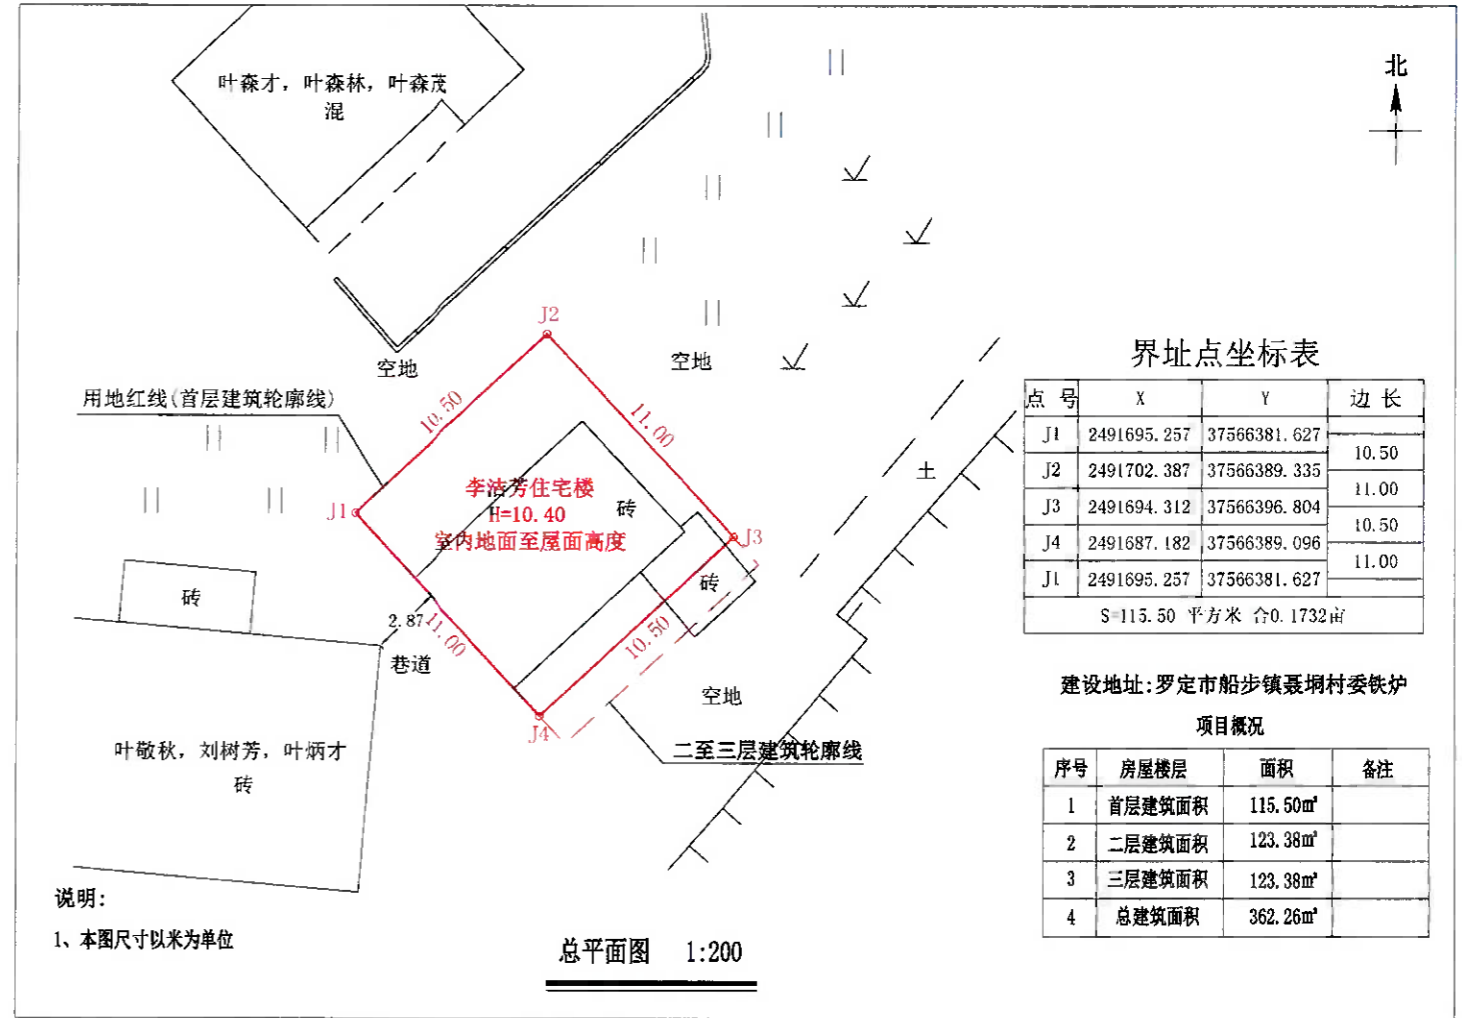 叶森才，叶森林，叶森茂
混
北
J2
空地
空地
用地红线(首层建筑轮廓线)
10.50
11.00
李洁芳住宅楼
H=10.40
室内地面至屋面高度
砖
J1
J3
砖
土
砖
2.87
11.00
10.50
巷道
空地
J4
二至三层建筑轮廓线
叶敬秋，刘树芳，叶炳才
砖
界址点坐标表
点 号 X Y 边 长
J1 2491695.257 37566381.627
10.50
J2 2491702.387 37566389.335
11.00
J3 2491694.312 37566396.804
10.50
J4 2491687.182 37566389.096
11.00
J1 2491695.257 37566381.627
S=115.50 平方米 合0.1732亩
建设地址:罗定市船步镇聂垌村委铁炉
项目概况
序号 房屋楼层 面积 备注
1 首层建筑面积 115.50㎡
2 二层建筑面积 123.38㎡
3 三层建筑面积 123.38㎡
4 总建筑面积 362.26㎡
说明:
1、本图尺寸以米为单位
总平面图 1:200